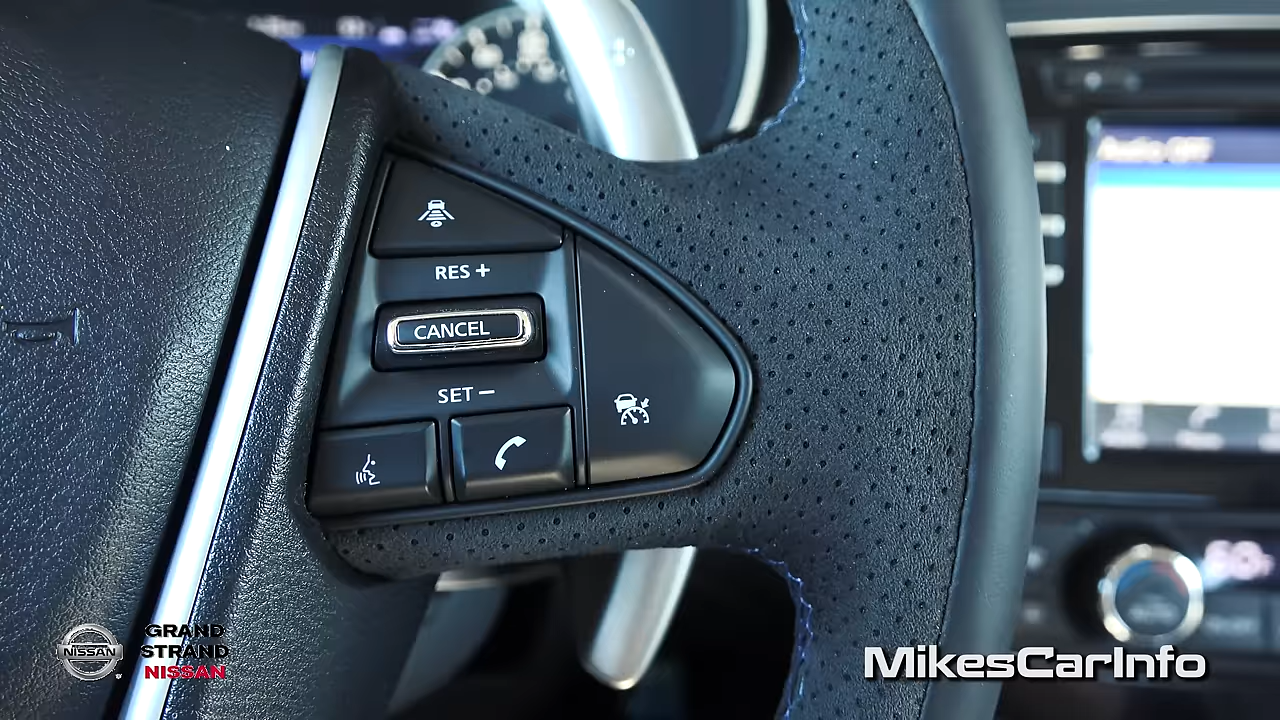 RES +
CANCEL
SET −
NISSAN
GRAND
STRAND
NISSAN
MikesCarInfo